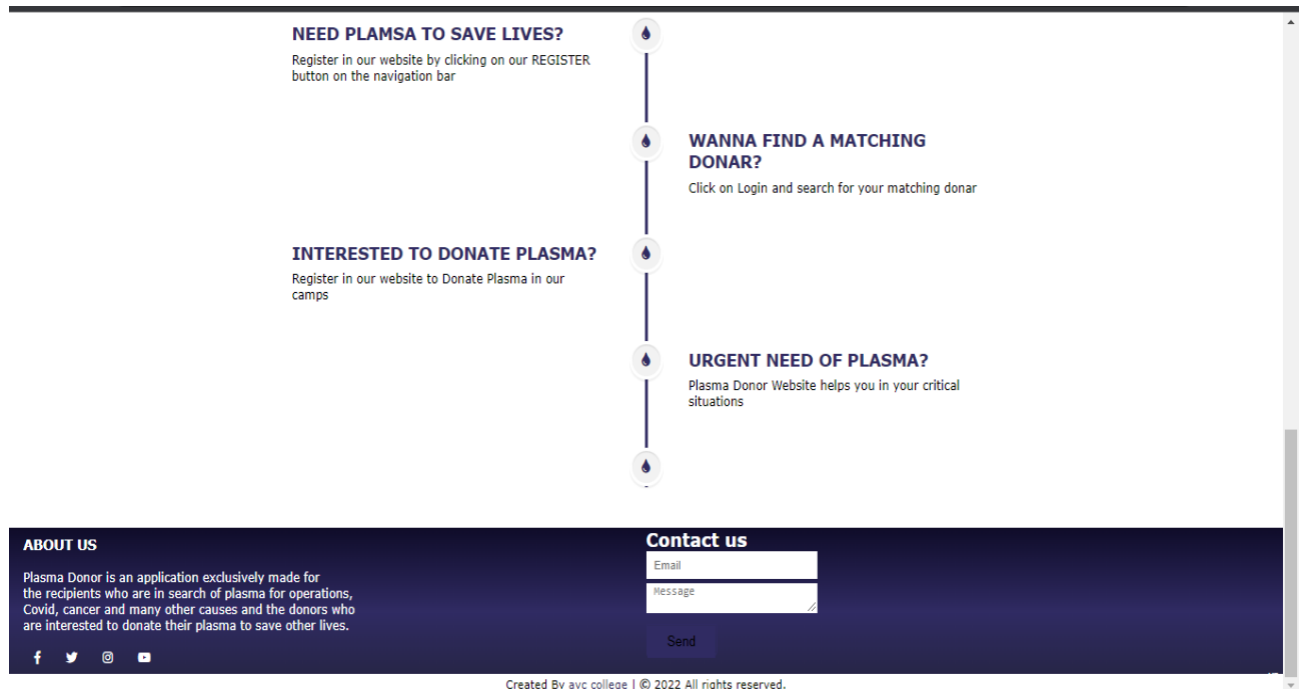 NEED PLAMSA TO SAVE LIVES?
Register in our website by clicking on our REGISTER
button on the navigation bar
WANNA FIND A MATCHING
DONAR?
Click on Login and search for your matching donar
INTERESTED TO DONATE PLASMA?
Register in our website to Donate Plasma in our
camps
URGENT NEED OF PLASMA?
Plasma Donor Website helps you in your critical
situations
ABOUT US
Plasma Donor is an application exclusively made for
the recipients who are in search of plasma for operations,
Covid, cancer and many other causes and the donors who
are interested to donate their plasma to save other lives.
Contact us
Email
Message
Send
Created By avc college | © 2022 All rights reserved.